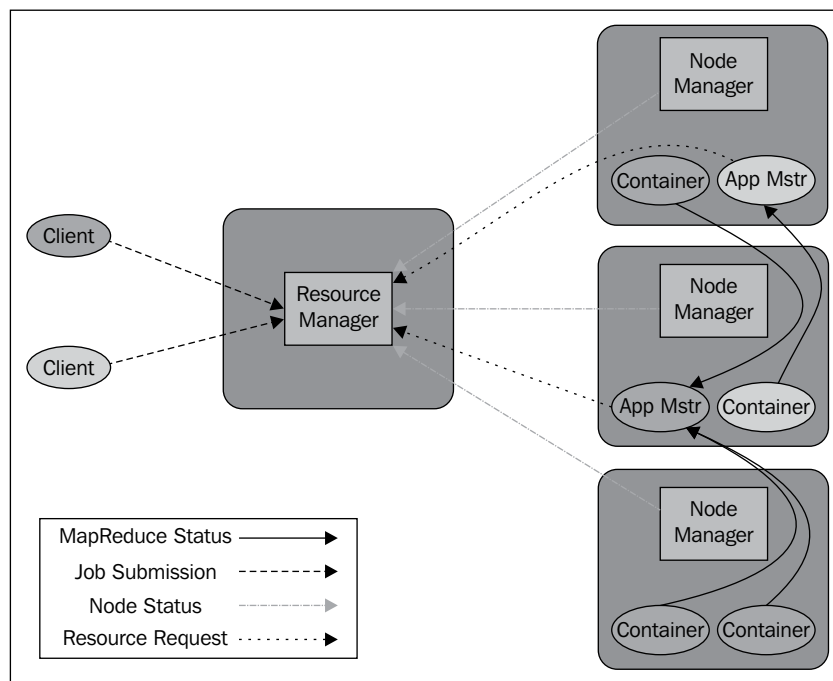 Node
Manager
Container
App Mstr
Client
Resource
Manager
Node
Manager
Client
App Mstr
Container
Node
Manager
MapReduce Status
Job Submission
Node Status
Resource Request
Container
Container